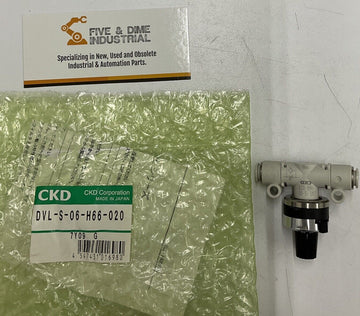 FIVE & DIME
INDUSTRIAL
Specializing in New, Used and Obsolete
Industrial & Automation Parts.
CKD
CKD Corporation
MADE IN JAPAN
DVL-S-06-H66-020
7Y09 G
CKD